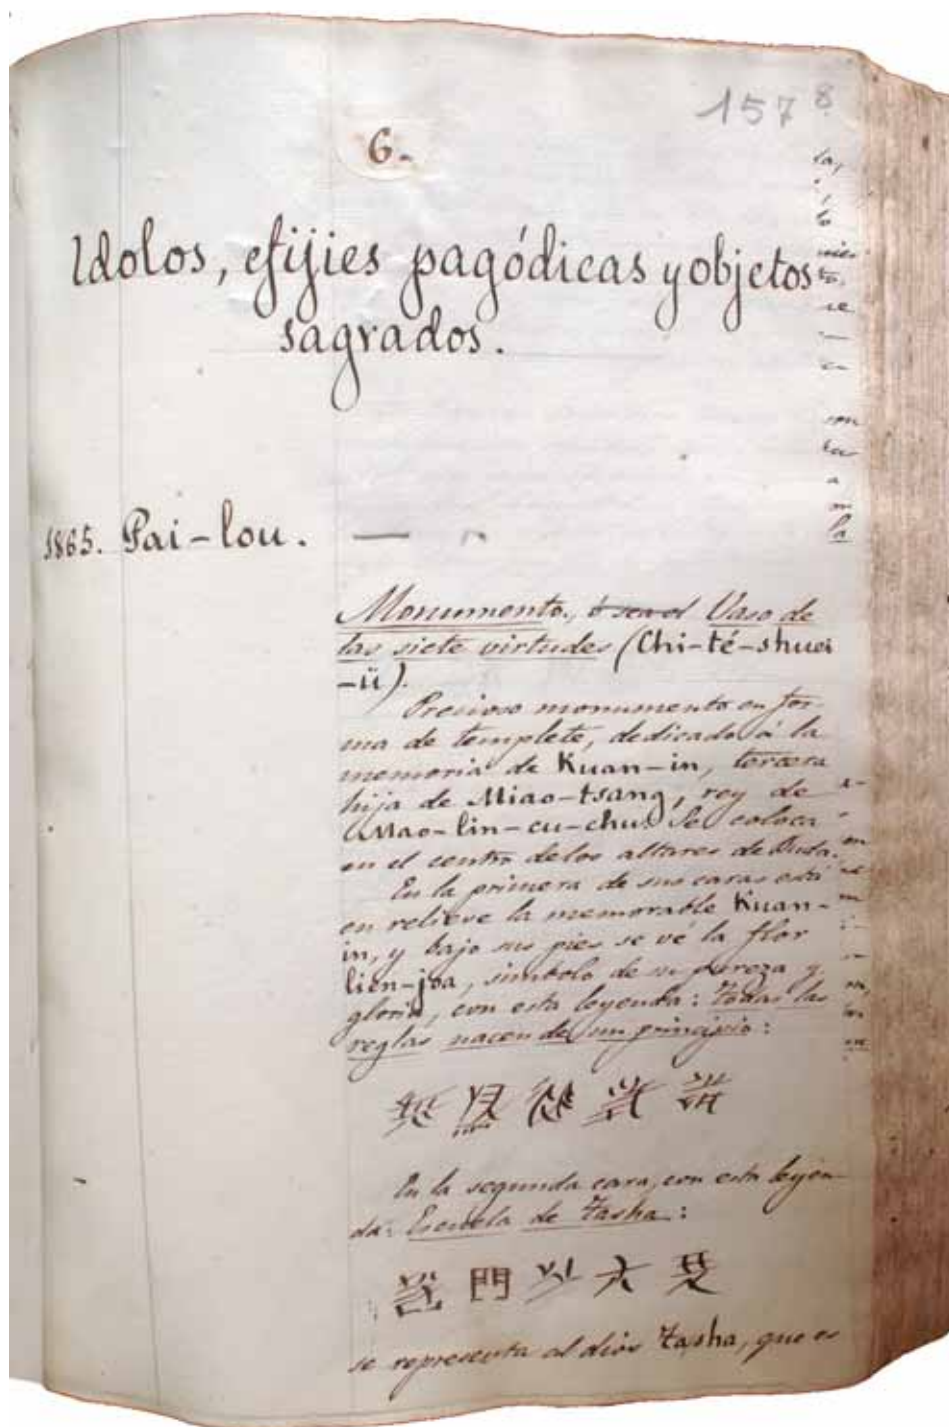 157 8
6.
Idolos, efijies pagódicas y objetos
sagrados.
1865. Pai-lou. —
Monumento, ó sea el Vaso de
las siete virtudes (Chi-té-shuei
-ü).
Precioso monumento en for-
ma de templete, dedicado á la
memoria de Kuan-in, tercera
hija de Miao-tsang, rey de
Mao-lin-cu-chu. Se coloca
en el centro de los altares de Buda.
En la primera de sus caras está
en relieve la memorable Kuan-
in, y bajo sus pies se vé la flor
lien-joa, símbolo de su pureza y
gloria, con esta leyenda: todas las
reglas nacen de un principio:
En la segunda cara, con esta leyen-
da: Escuela de Tasha:
門
se representa al dios Tasha, que es